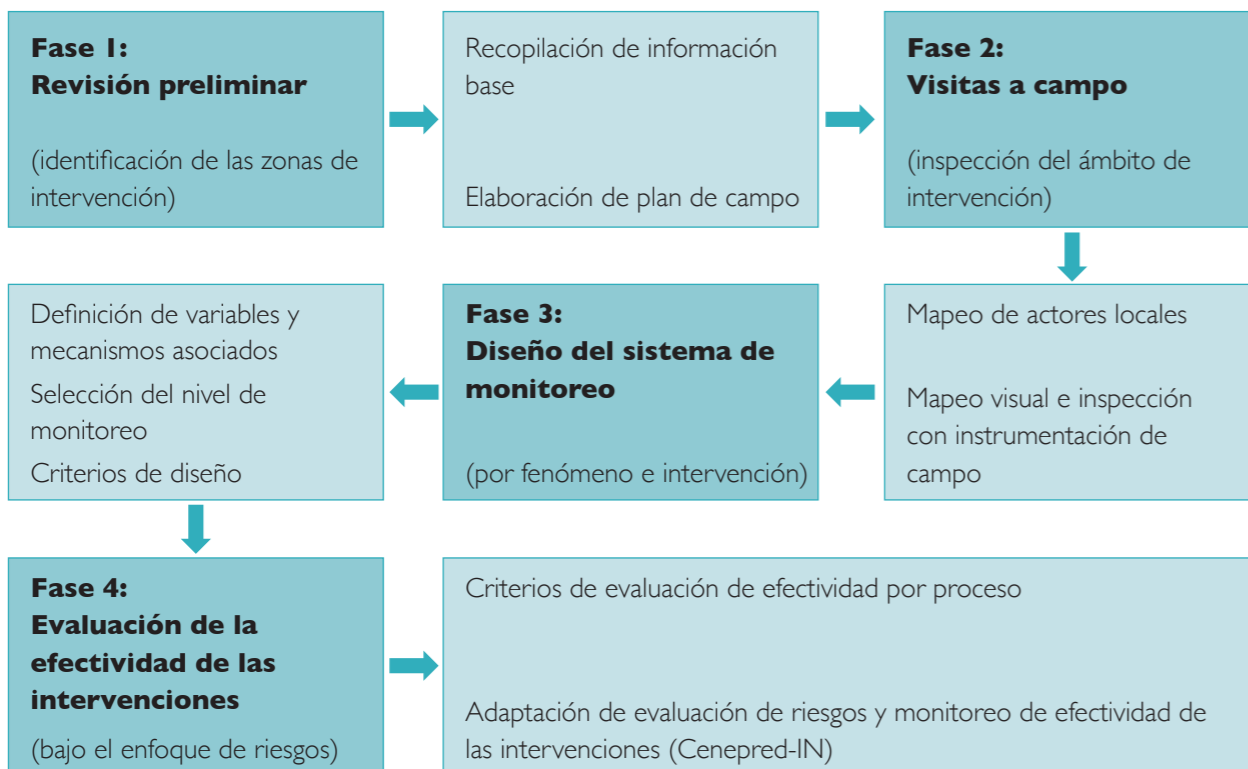 Fase 1:
Revisión preliminar
(identificación de las zonas de
intervención)
Recopilación de información
base
Elaboración de plan de campo
Fase 2:
Visitas a campo
(inspección del ámbito de
intervención)
Mapeo de actores locales
Mapeo visual e inspección
con instrumentación de
campo
Fase 3:
Diseño del sistema de
monitoreo
(por fenómeno e intervención)
Definición de variables y
mecanismos asociados
Selección del nivel de
monitoreo
Criterios de diseño
Fase 4:
Evaluación de la
efectividad de las
intervenciones
(bajo el enfoque de riesgos)
Criterios de evaluación de efectividad por proceso
Adaptación de evaluación de riesgos y monitoreo de efectividad de
las intervenciones (Cenepred-IN)